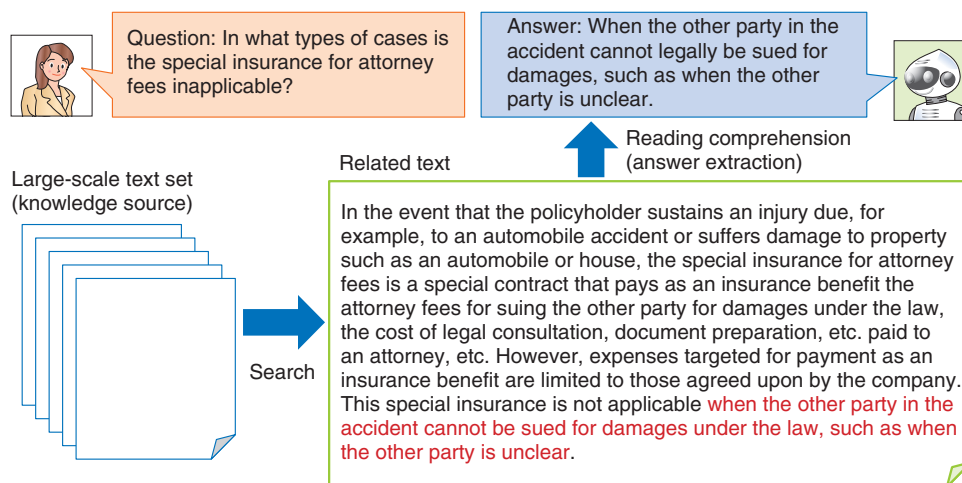 Question: In what types of cases is
the special insurance for attorney
fees inapplicable?
Answer: When the other party in the
accident cannot legally be sued for
damages, such as when the other
party is unclear.
Reading comprehension
(answer extraction)
Related text
Large-scale text set
(knowledge source)
Search
In the event that the policyholder sustains an injury due, for
example, to an automobile accident or suffers damage to property
such as an automobile or house, the special insurance for attorney
fees is a special contract that pays as an insurance benefit the
attorney fees for suing the other party for damages under the law,
the cost of legal consultation, document preparation, etc. paid to
an attorney, etc. However, expenses targeted for payment as an
insurance benefit are limited to those agreed upon by the company.
This special insurance is not applicable when the other party in the
accident cannot be sued for damages under the law, such as when
the other party is unclear.